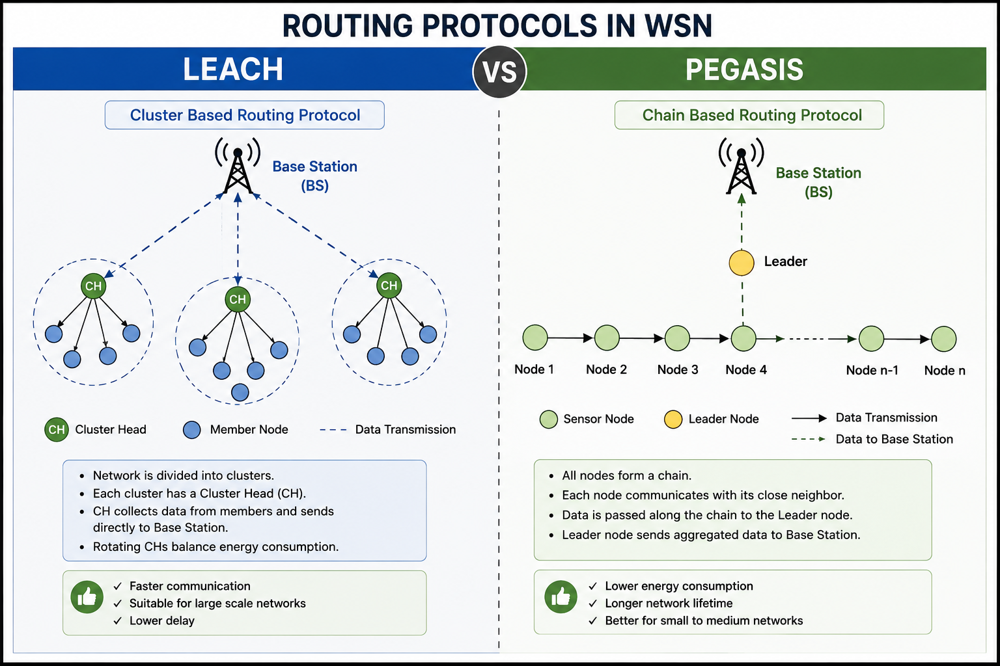 ROUTING PROTOCOLS IN WSN
LEACH
VS
PEGASIS
Cluster Based Routing Protocol
Base Station
(BS)
CH
CH
CH
CH Cluster Head
Member Node
Data Transmission
• Network is divided into clusters.
• Each cluster has a Cluster Head (CH).
• CH collects data from members and sends
directly to Base Station.
• Rotating CHs balance energy consumption.
✓ Faster communication
✓ Suitable for large scale networks
✓ Lower delay
Chain Based Routing Protocol
Base Station
(BS)
Leader
Node 1
Node 2
Node 3
Node 4
Node n-1
Node n
Sensor Node
Leader Node
Data Transmission
Data to Base Station
• All nodes form a chain.
• Each node communicates with its close neighbor.
• Data is passed along the chain to the Leader node.
• Leader node sends aggregated data to Base Station.
✓ Lower energy consumption
✓ Longer network lifetime
✓ Better for small to medium networks